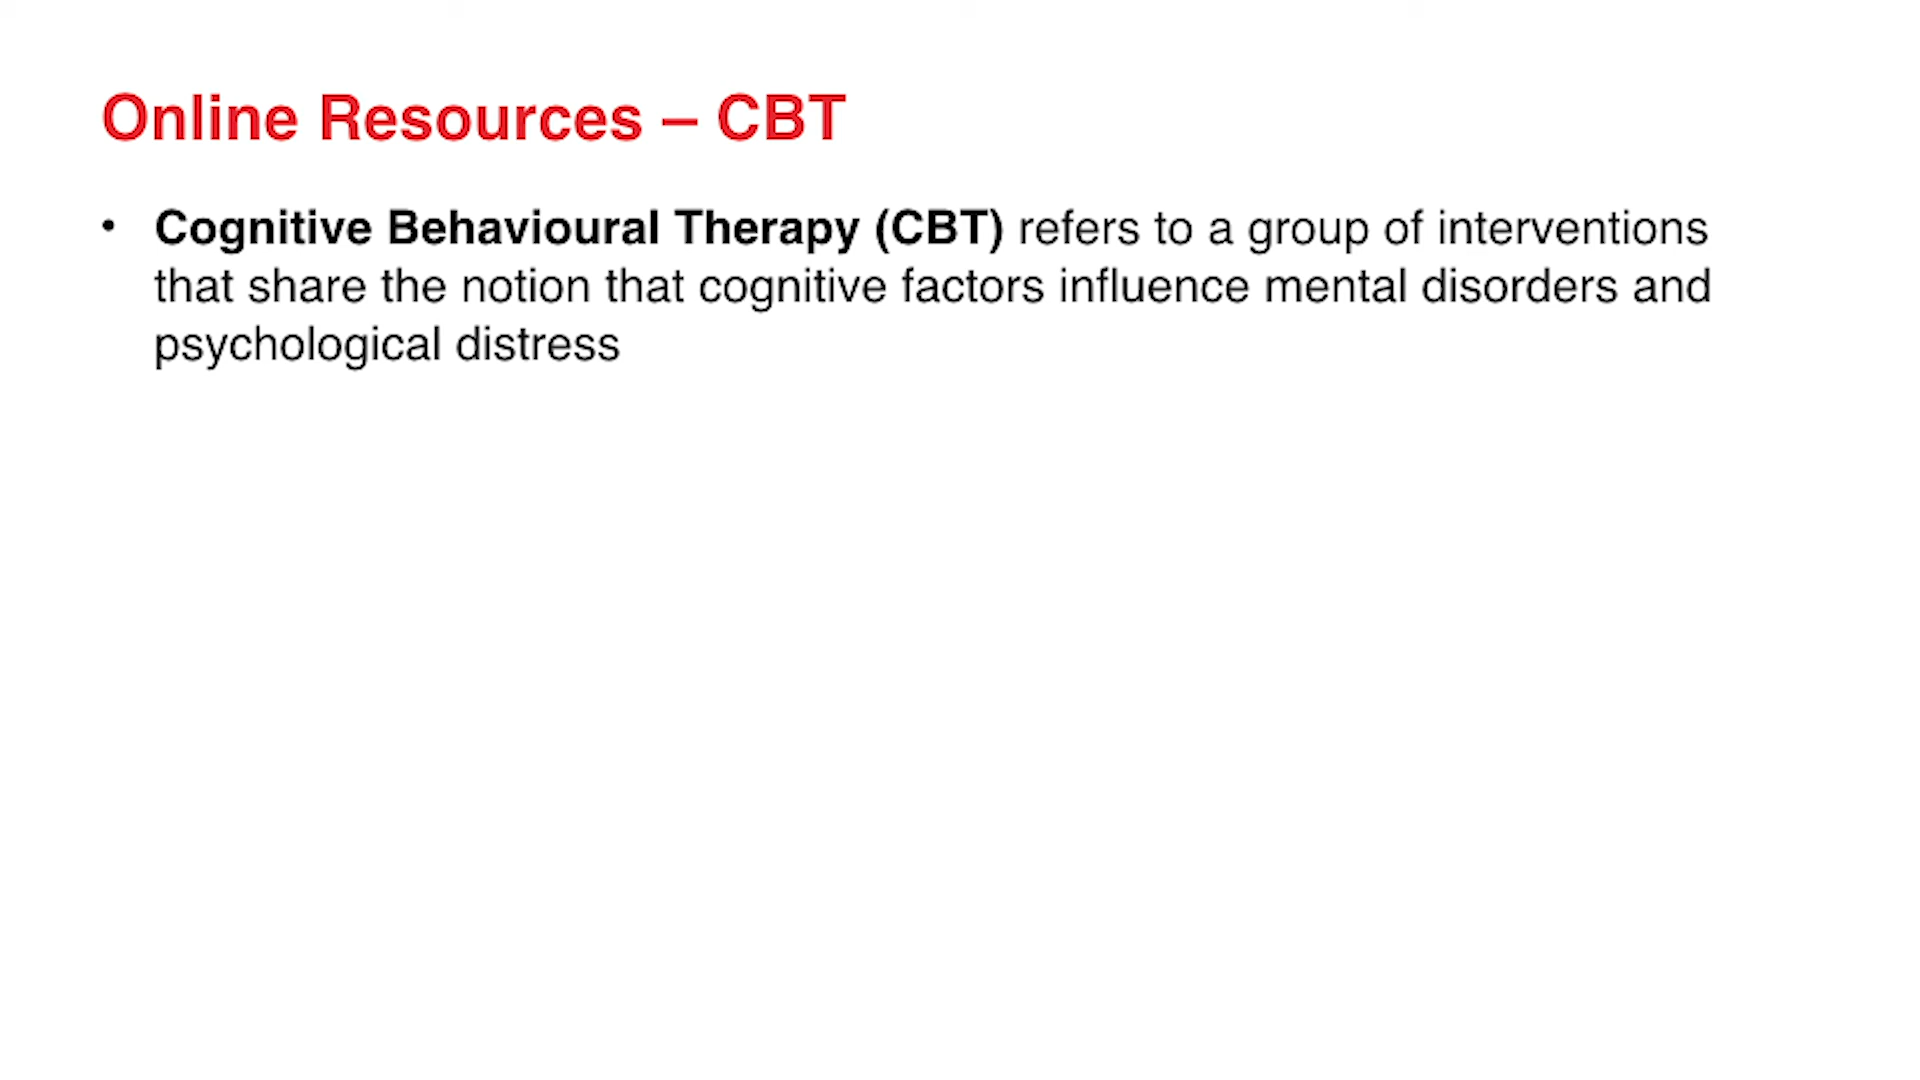 Online Resources – CBT
• Cognitive Behavioural Therapy (CBT) refers to a group of interventions
that share the notion that cognitive factors influence mental disorders and
psychological distress